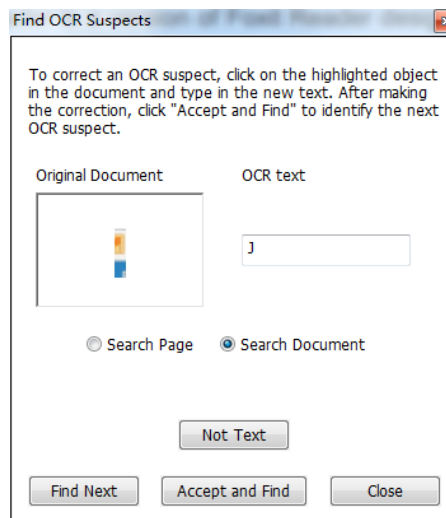 Find OCR Suspects
To correct an OCR suspect, click on the highlighted object
in the document and type in the new text. After making
the correction, click "Accept and Find" to identify the next
OCR suspect.
Original Document OCR text
J
Search Page Search Document
Not Text
Find Next Accept and Find Close